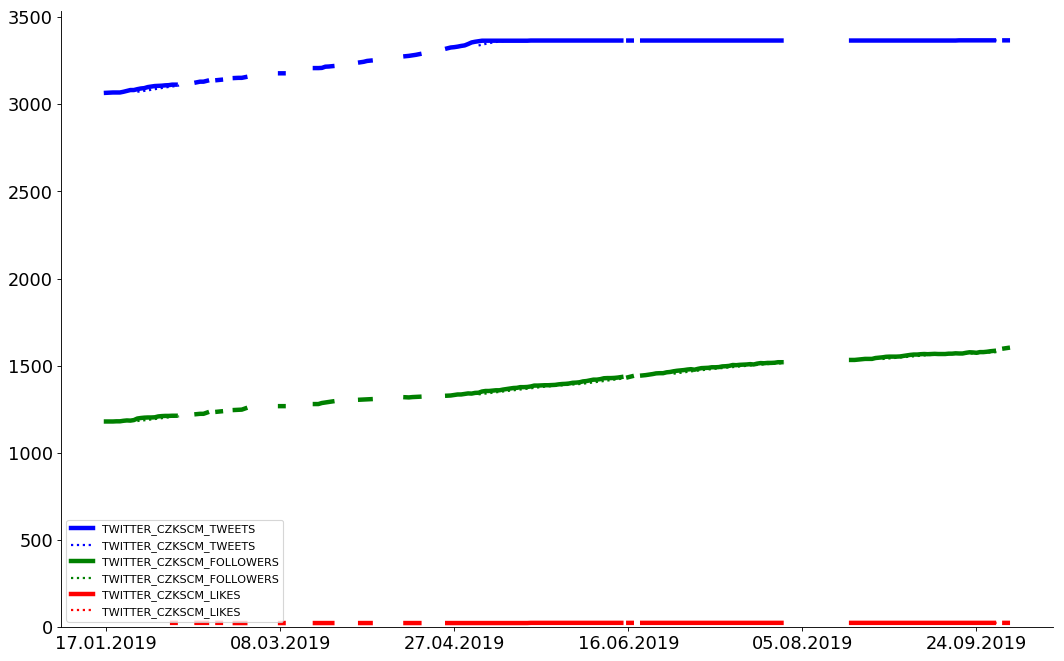 3500
3000
2500
2000
1500
1000
500
0
TWITTER_CZKSCM_TWEETS
TWITTER_CZKSCM_TWEETS
TWITTER_CZKSCM_FOLLOWERS
TWITTER_CZKSCM_FOLLOWERS
TWITTER_CZKSCM_LIKES
TWITTER_CZKSCM_LIKES
17.01.2019 08.03.2019 27.04.2019 16.06.2019 05.08.2019 24.09.2019